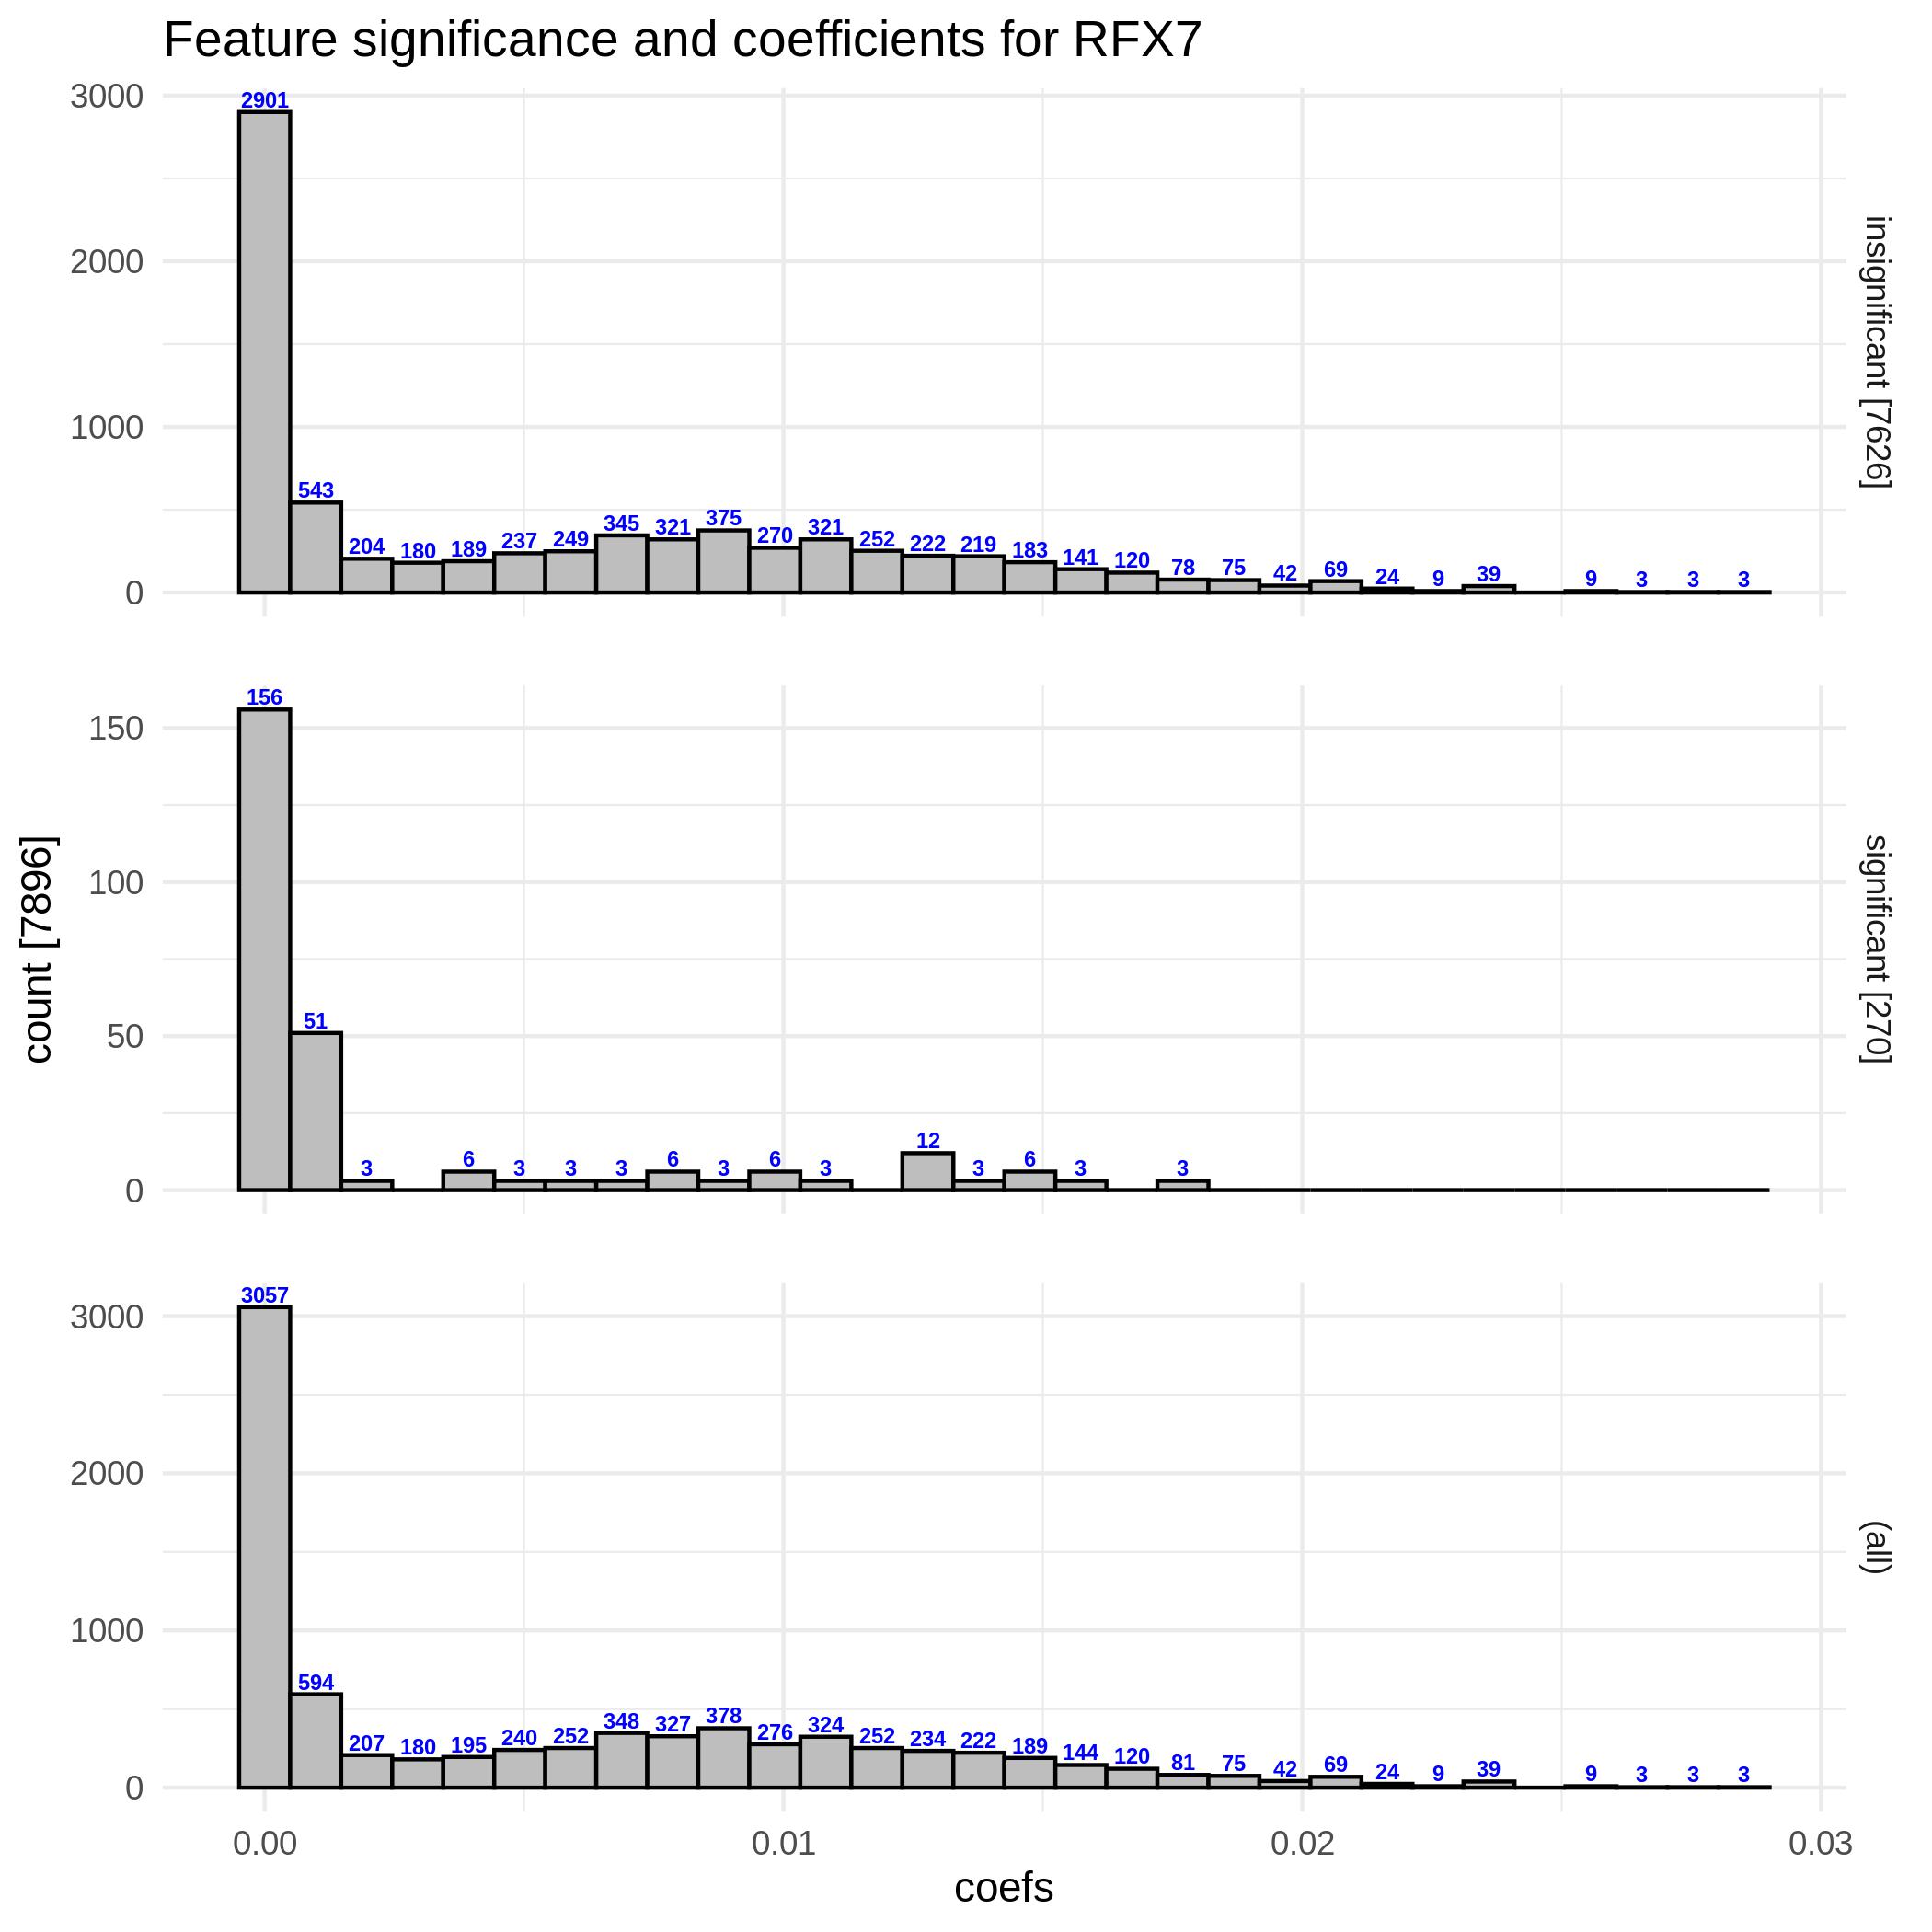 Feature significance and coefficients for RFX7
count [7896]
3000
2000
1000
0
2901
543
204 180 189 237 249 345 321 375 270 321 252 222 219 183 141 120 78 75 42 69 24 9 39 9 3 3 3
insignificant [7626]
150
100
50
0
156
51
3 6 3 3 3 6 3 6 3 12 3 6 3 3
significant [270]
3000
2000
1000
0
3057
594
207 180 195 240 252 348 327 378 276 324 252 234 222 189 144 120 81 75 42 69 24 9 39 9 3 3 3
(all)
0.00 0.01 0.02 0.03
coefs